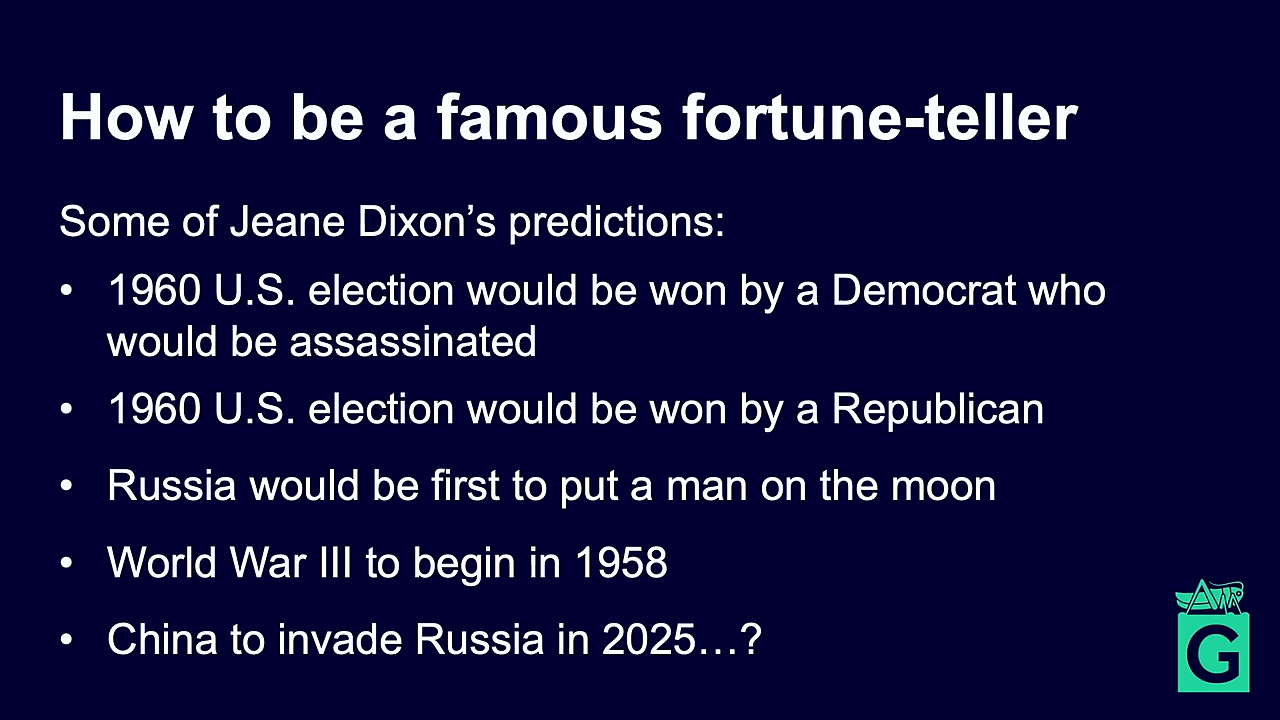 How to be a famous fortune-teller
Some of Jeane Dixon’s predictions:
• 1960 U.S. election would be won by a Democrat who
would be assassinated
• 1960 U.S. election would be won by a Republican
• Russia would be first to put a man on the moon
• World War III to begin in 1958
• China to invade Russia in 2025…?
G